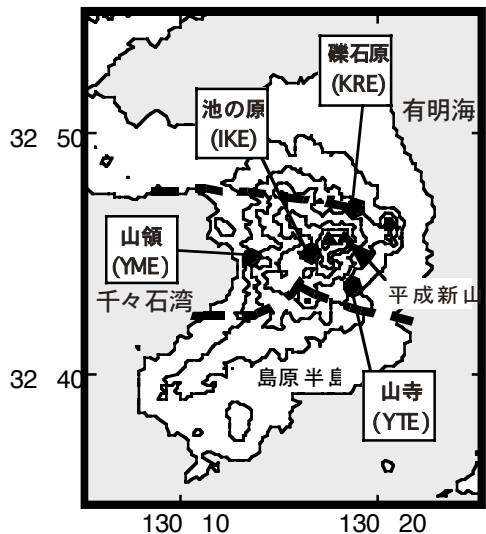 礫石原
(KRE)
池の原
(IKE)
有明海
32 50
山領
(YME)
千々石湾
平成新山
32 40
島原半島
山寺
(YTE)
130 10
130 20